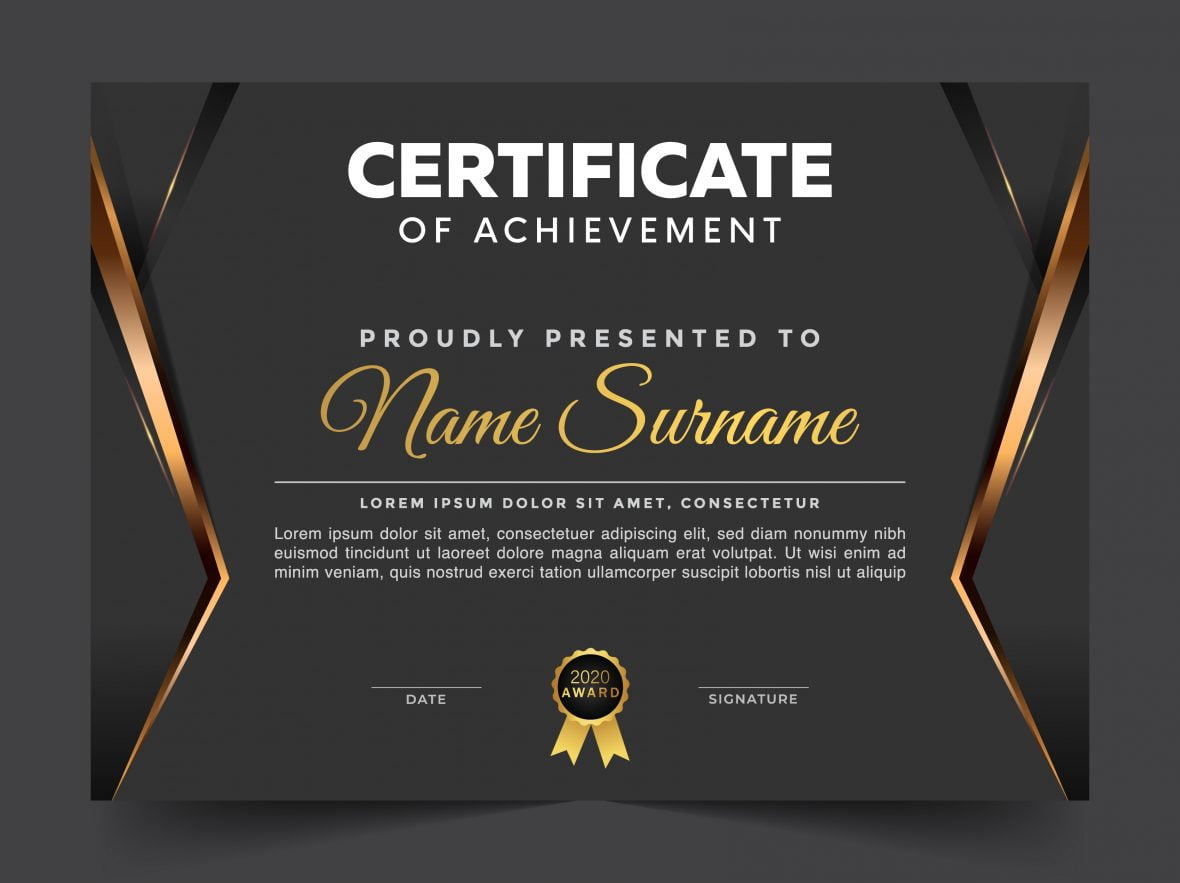 CERTIFICATE
OF ACHIEVEMENT
PROUDLY PRESENTED TO
Name Surname
LOREM IPSUM DOLOR SIT AMET, CONSECTETUR
Lorem ipsum dolor sit amet, consectetuer adipiscing elit, sed diam nonummy nibh
euismod tincidunt ut laoreet dolore magna aliquam erat volutpat. Ut wisi enim ad
minim veniam, quis nostrud exerci tation ullamcorper suscipit lobortis nisl ut aliquip
2020
AWARD
DATE
SIGNATURE